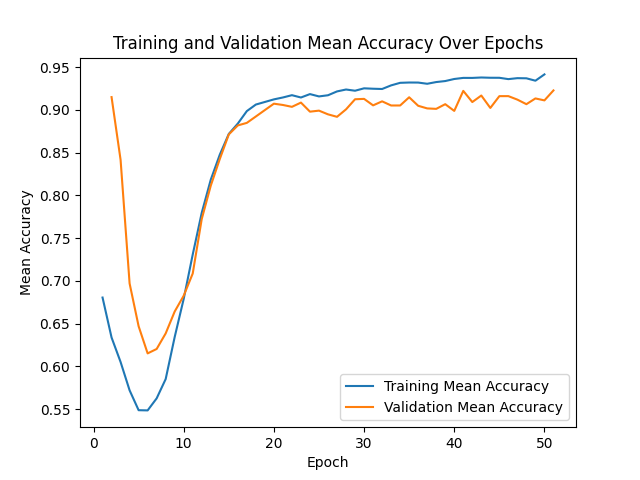 Training and Validation Mean Accuracy Over Epochs
Mean Accuracy
0.95
0.90
0.85
0.80
0.75
0.70
0.65
0.60
0.55
Training Mean Accuracy
Validation Mean Accuracy
0 10 20 30 40 50
Epoch